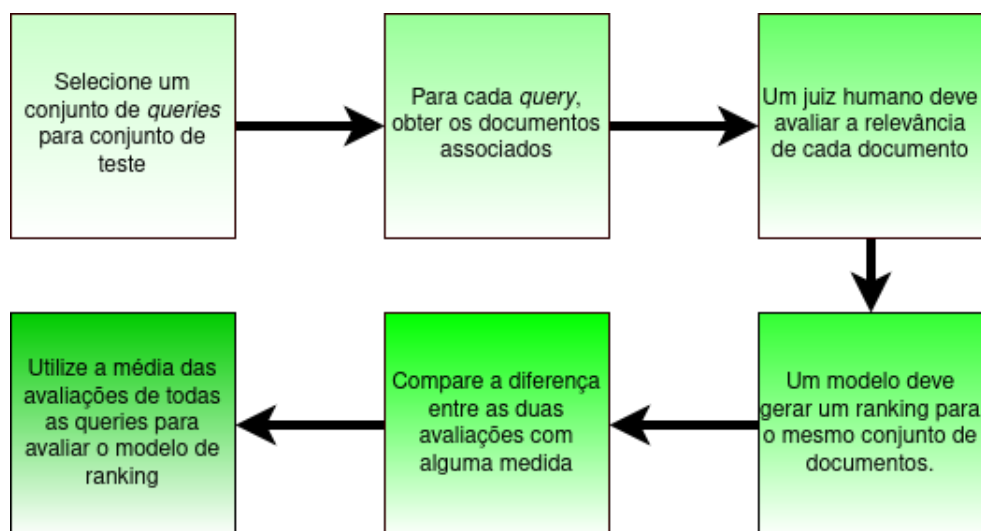 Selecione um
conjunto de queries
para conjunto de
teste
Para cada query,
obter os documentos
associados
Um juiz humano deve
avaliar a relevância
de cada documento
Um modelo deve
gerar um ranking para
o mesmo conjunto de
documentos.
Compare a diferença
entre as duas
avaliações com
alguma medida
Utilize a média das
avaliações de todas
as queries para
avaliar o modelo de
ranking